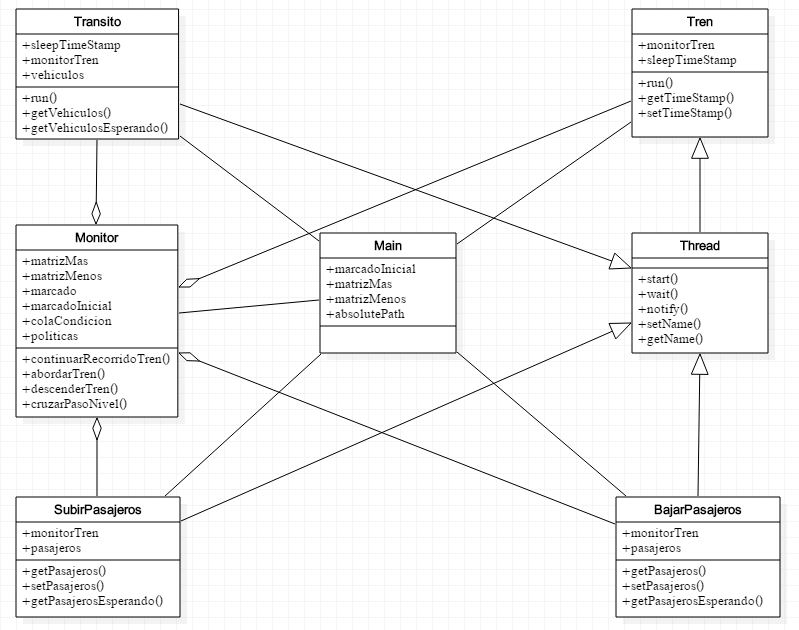 Transito
+sleepTimeStamp
+monitorTren
+vehiculos
+run()
+getVehiculos()
+getVehiculosEsperando()
Tren
+monitorTren
+sleepTimeStamp
+run()
+getTimeStamp()
+setTimeStamp()
Monitor
+matrizMas
+matrizMenos
+marcado
+marcadoInicial
+colaCondicion
+politicas
+continuarRecorridoTren()
+abordarTren()
+descenderTren()
+cruzarPasoNivel()
Main
+marcadoInicial
+matrizMas
+matrizMenos
+absolutePath
Thread
+start()
+wait()
+notify()
+setName()
+getName()
SubirPasajeros
+monitorTren
+pasajeros
+getPasajeros()
+setPasajeros()
+getPasajerosEsperando()
BajarPasajeros
+monitorTren
+pasajeros
+getPasajeros()
+setPasajeros()
+getPasajerosEsperando()